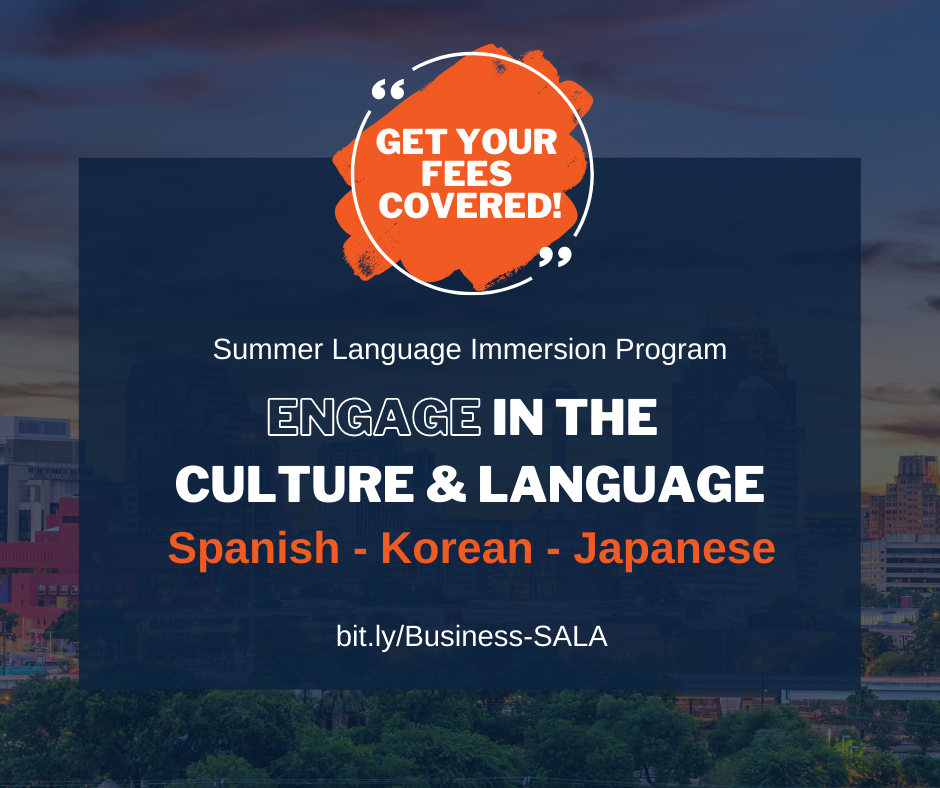 “
GET YOUR
FEES
COVERED!
”
Summer Language Immersion Program
ENGAGE IN THE
CULTURE & LANGUAGE
Spanish - Korean - Japanese
bit.ly/Business-SALA